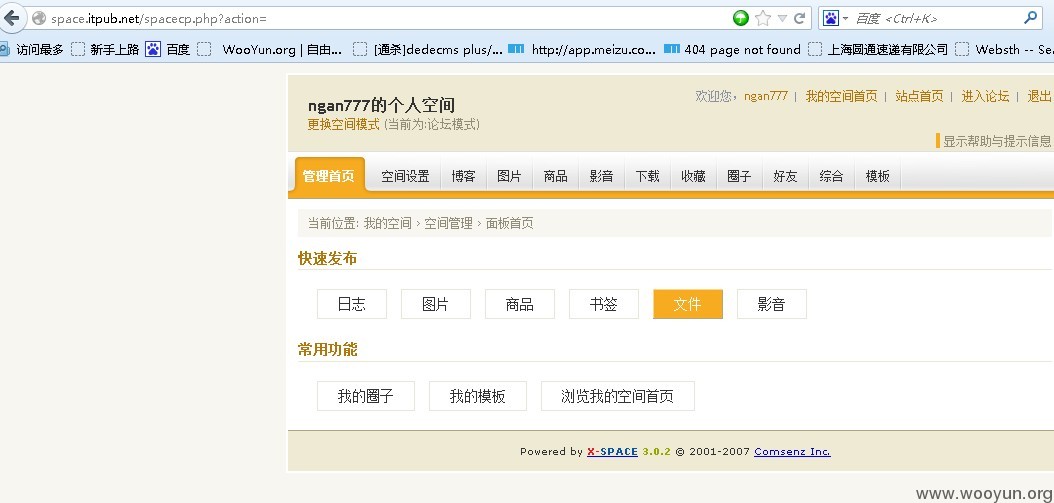 space.itpub.net/spacecp.php?action=
百度 <Ctrl+K>
访问最多 新手上路 百度 WooYun.org | 自由... [通杀]dedecms plus/... http://app.meizu.co... 404 page not found 上海圆通速递有限公司 Websth -- Sea
ngan777的个人空间
欢迎您，ngan777 | 我的空间首页 | 站点首页 | 进入论坛 | 退出
更换空间模式 (当前为:论坛模式)
显示帮助与提示信息
管理首页 空间设置 博客 图片 商品 影音 下载 收藏 圈子 好友 综合 模板
当前位置: 我的空间 › 空间管理 › 面板首页
快速发布
日志 图片 商品 书签 文件 影音
常用功能
我的圈子 我的模板 浏览我的空间首页
Powered by X-SPACE 3.0.2 © 2001-2007 Comsenz Inc.
www.wooyun.org